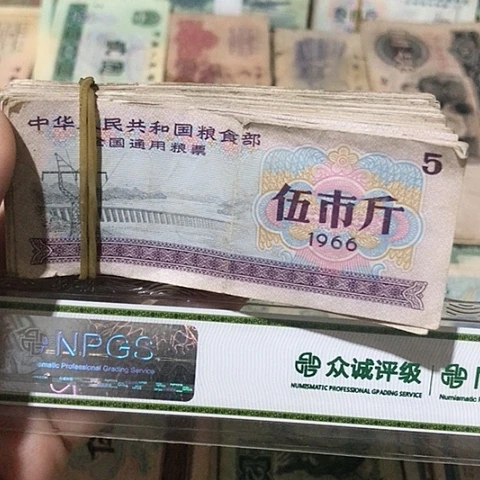 中华人民共和国粮食部
全国通用粮票
5
伍市斤
1966
NPGS
omatic Professional Grading Service
众诚评级
NUMISMATIC PROFESSIONAL GRADING SERVICE
Numismatic